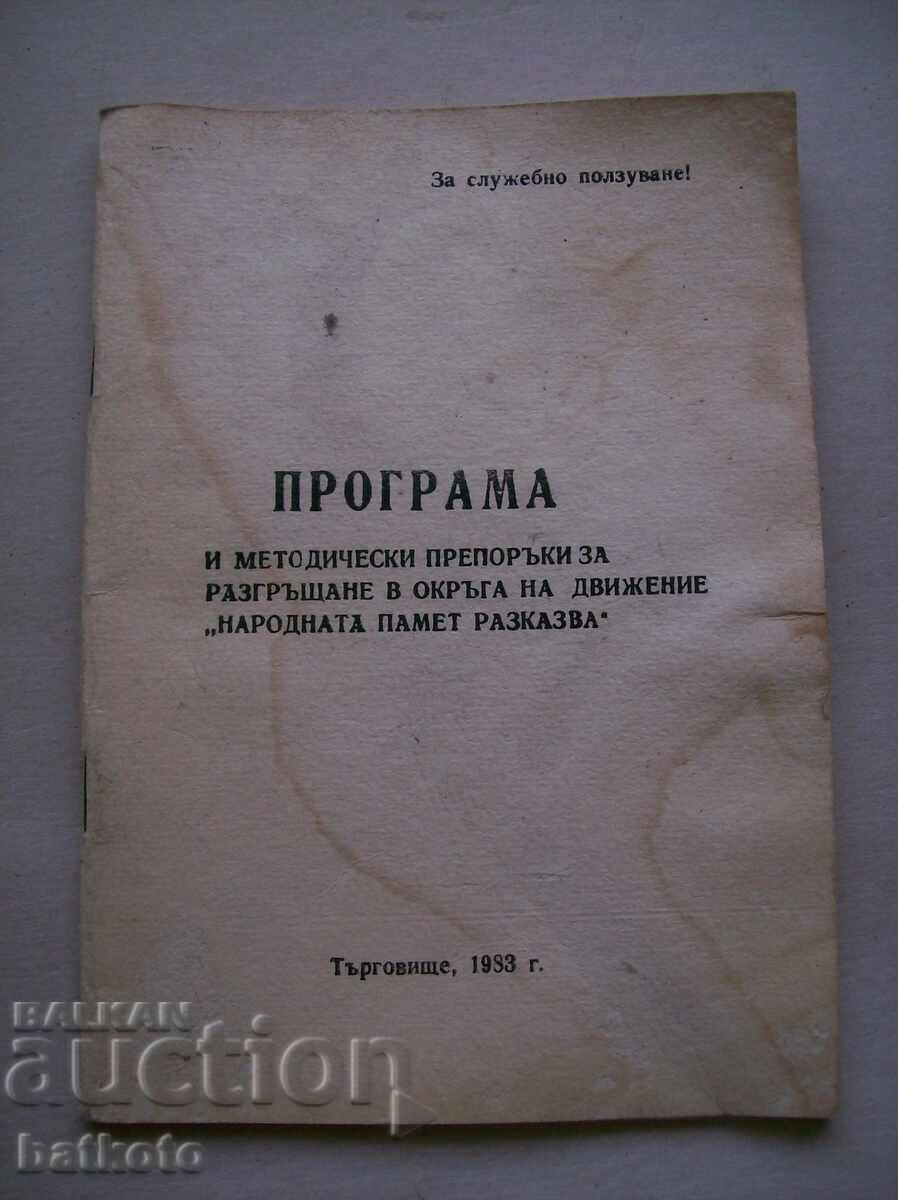 За служебно ползуване!
ПРОГРАМА
И МЕТОДИЧЕСКИ ПРЕПОРЪКИ ЗА
РАЗГРЪЩАНЕ В ОКРЪГА НА ДВИЖЕНИЕ
„НАРОДНАТА ПАМЕТ РАЗКАЗВА“
Търговище, 1983 г.
BALKAN
auction
batkoto